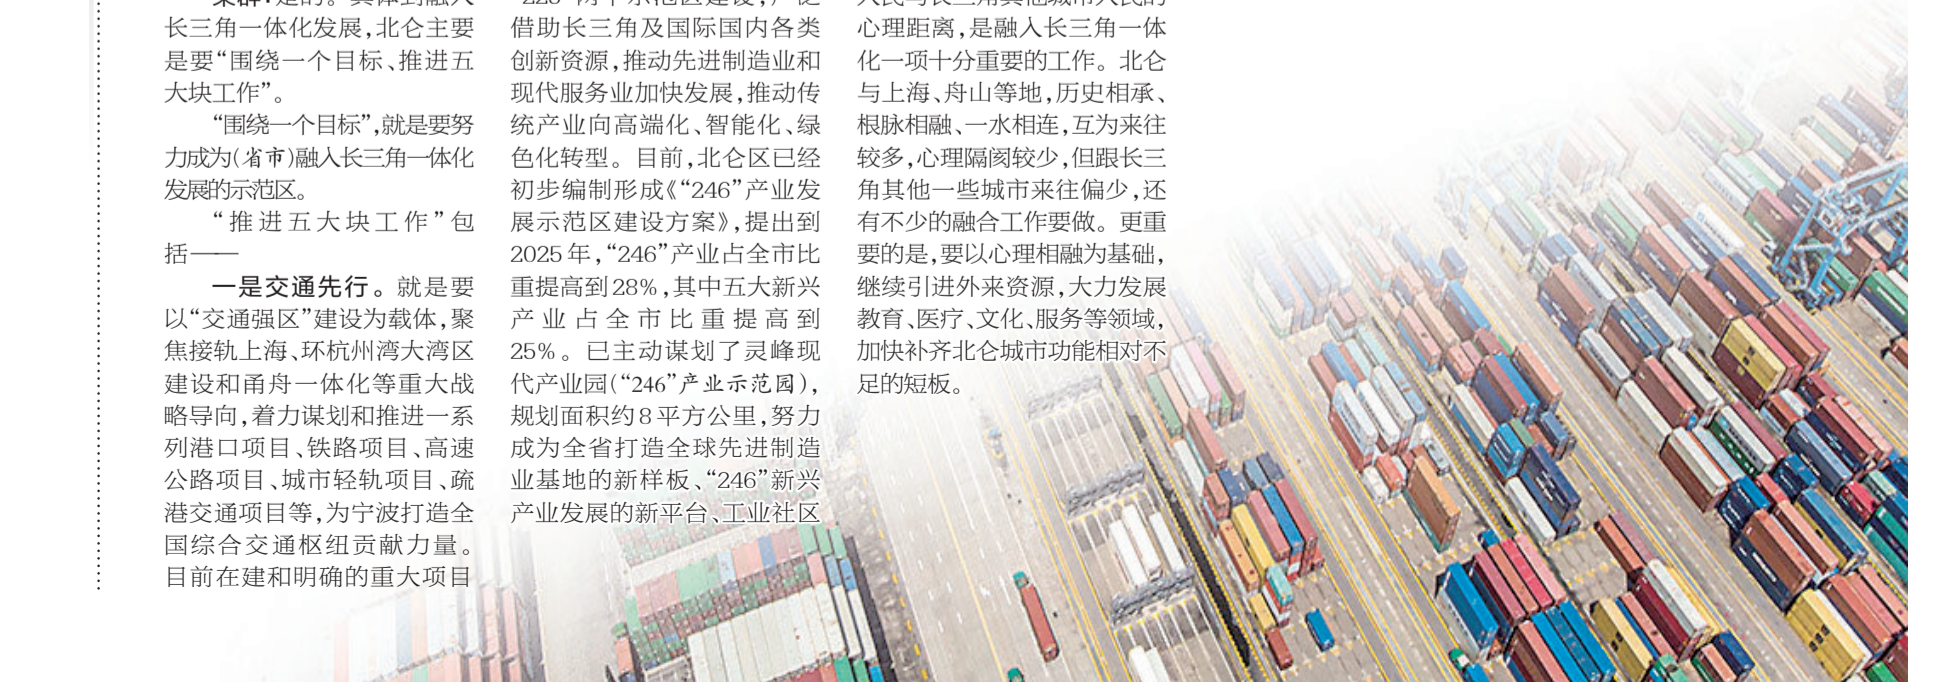 长三角一体化发展,北仑主要
是要“围绕一个目标、推进五
大块工作”。
“围绕一个目标”,就是要努
力成为(省市)融入长三角一体化
发展的示范区。
“推进五大块工作”包
括——
一是交通先行。就是要
以“交通强区”建设为载体,聚
焦接轨上海、环杭州湾大湾区
建设和甬舟一体化等重大战
略导向,着力谋划和推进一系
列港口项目、铁路项目、高速
公路项目、城市轻轨项目、疏
港交通项目等,为宁波打造全
国综合交通枢纽贡献力量。
目前在建和明确的重大项目
借助长三角及国际国内各类
创新资源,推动先进制造业和
现代服务业加快发展,推动传
统产业向高端化、智能化、绿
色化转型。目前,北仑区已经
初步编制形成《“246”产业发
展示范区建设方案》,提出到
2025年,“246”产业占全市比
重提高到28%,其中五大新兴
产业占全市比重提高到
25%。已主动谋划了灵峰现
代产业园(“246”产业示范园),
规划面积约8平方公里,努力
成为全省打造全球先进制造
业基地的新样板、“246”新兴
产业发展的新平台、工业社区
心理距离,是融入长三角一体
化一项十分重要的工作。北仑
与上海、舟山等地,历史相承、
根脉相融、一水相连,互为来往
较多,心理隔阂较少,但跟长三
角其他一些城市来往偏少,还
有不少的融合工作要做。更重
要的是,要以心理相融为基础,
继续引进外来资源,大力发展
教育、医疗、文化、服务等领域,
加快补齐北仑城市功能相对不
足的短板。